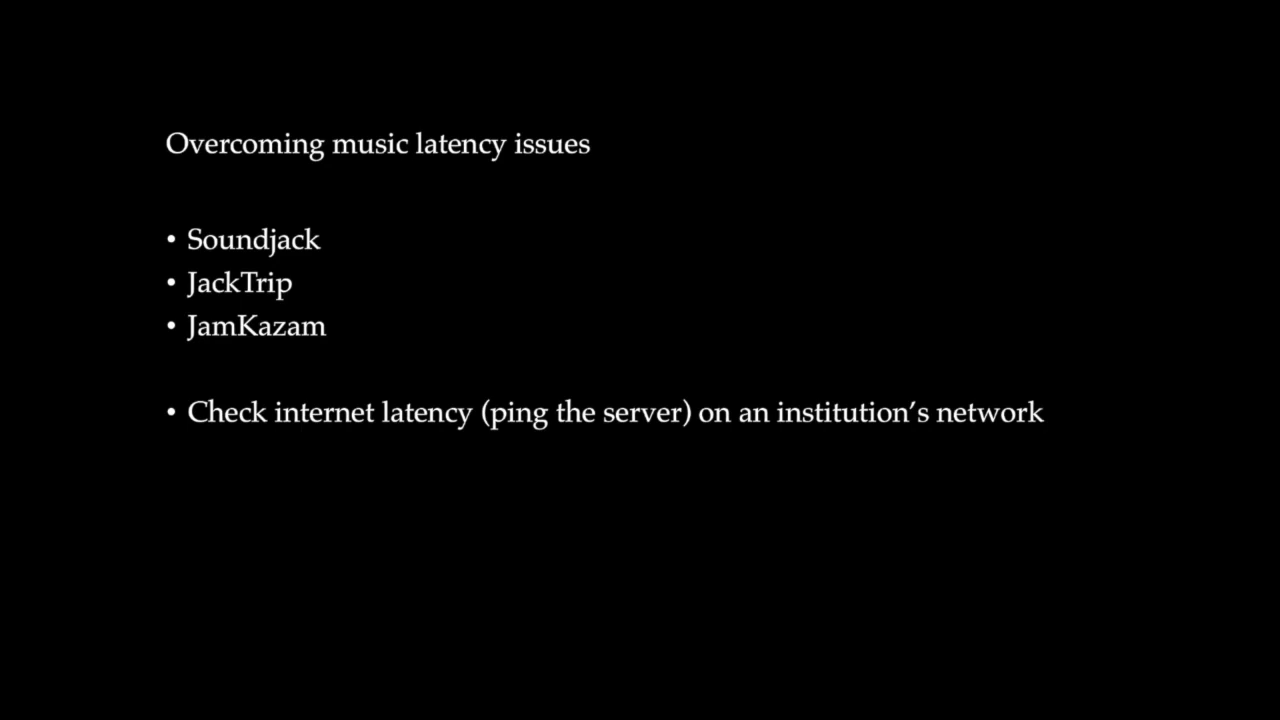 Overcoming music latency issues
• Soundjack
• JackTrip
• JamKazam
• Check internet latency (ping the server) on an institution’s network